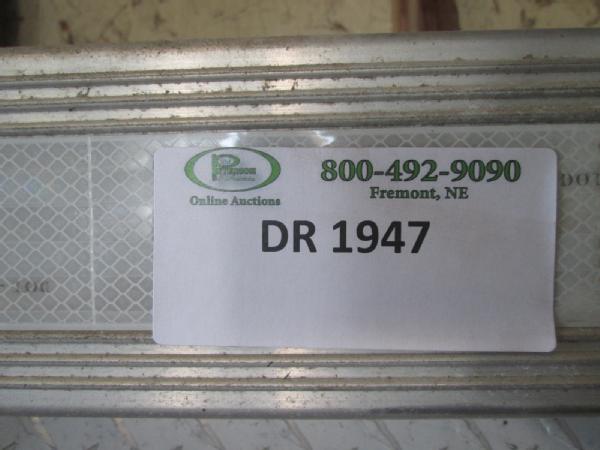 800-492-9090
Fremont, NE
Online Auctions
DR 1947